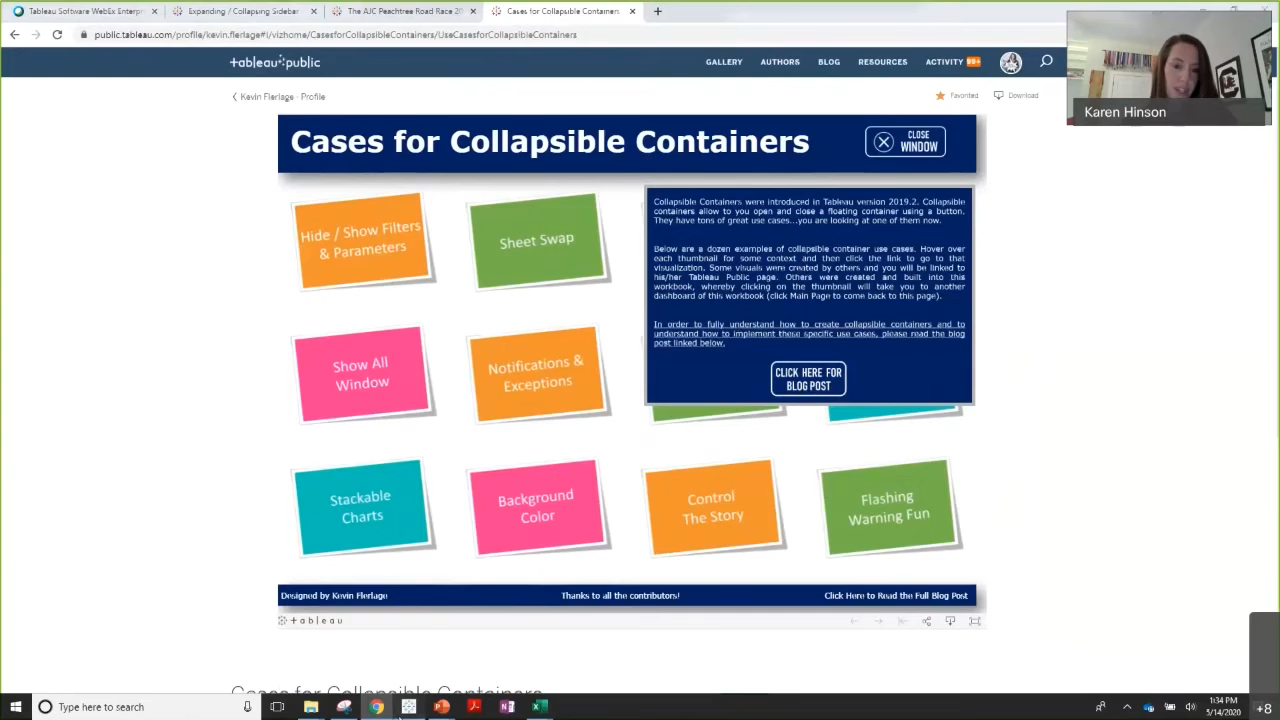 Tableau Software WebEx Enterpri
Expanding / Collapsing Sidebar
The AJC Peachtree Road Race 20
Cases for Collapsible Containers
public.tableau.com/profile/kevin.flerlage#!/vizhome/CasesforCollapsibleContainers/UseCasesforCollapsibleContainers
+ableau+public
GALLERY AUTHORS BLOG RESOURCES ACTIVITY 99+
Kevin Flerlage - Profile
Favorited Download
Karen Hinson
Cases for Collapsible Containers
CLOSE
WINDOW
Hide / Show Filters
& Parameters
Sheet Swap
Collapsible Containers were introduced in Tableau version 2019.2. Collapsible
containers allow to you open and close a floating container using a button.
They have tons of great use cases...you are looking at one of them now.
Below are a dozen examples of collapsible container use cases. Hover over
each thumbnail for some context and then click the link to go to that
visualization. Some visuals were created by others and you will be linked to
his/her Tableau Public page. Others were created and built into this
workbook, whereby clicking on the thumbnail will take you to another
dashboard of this workbook (click Main Page to come back to this page).
In order to fully understand how to create collapsible containers and to
understand how to implement these specific use cases, please read the blog
post linked below.
CLICK HERE FOR
BLOG POST
Show All
Window
Notifications &
Exceptions
Stackable
Charts
Background
Color
Control
The Story
Flashing
Warning Fun
Designed by Kevin Flerlage
Thanks to all the contributors!
Click Here to Read the Full Blog Post
+ a b l e a u
Cases for Collapsible Containers
Type here to search
1:34 PM
5/14/2020
+8